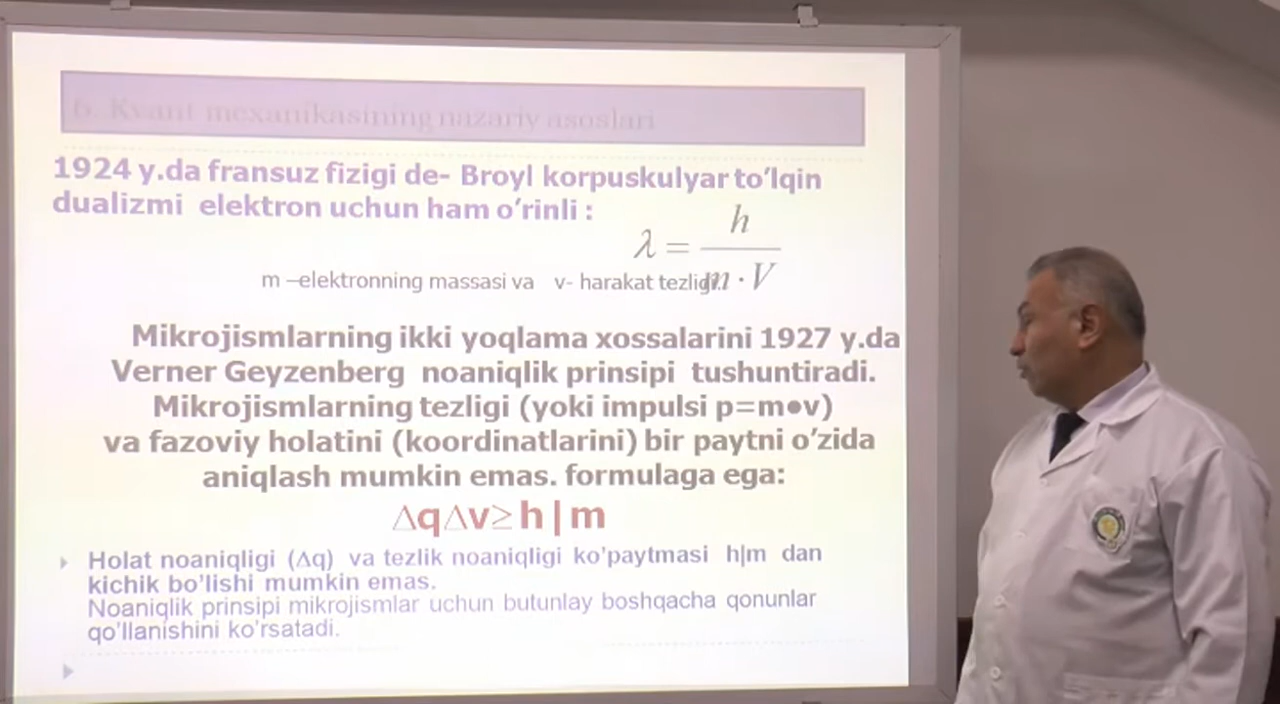 6. Kvant mexanikasining nazariy asoslari
1924 y.da fransuz fizigi de- Broyl korpuskulyar to’lqin
dualizmi elektron uchun ham o’rinli :
λ = h / m · V
m –elektronning massasi va v- harakat tezligi.
Mikrojismlarning ikki yoqlama xossalarini 1927 y.da
Verner Geyzenberg noaniqlik prinsipi tushuntiradi.
Mikrojismlarning tezligi (yoki impulsi p=m●v)
va fazoviy holatini (koordinatlarini) bir paytni o’zida
aniqlash mumkin emas. formulaga ega:
∆q∆v≥h|m
Holat noaniqligi (∆q) va tezlik noaniqligi ko’paytmasi h|m dan
kichik bo’lishi mumkin emas.
Noaniqlik prinsipi mikrojismlar uchun butunlay boshqacha qonunlar
qo’llanishini ko’rsatadi.